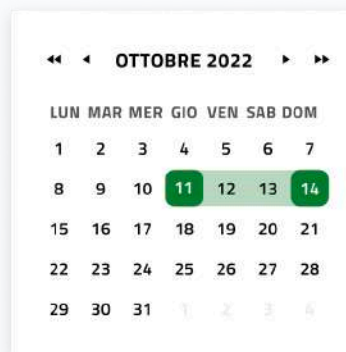 OTTOBRE 2022
LUN MAR MER GIO VEN SAB DOM
1 2 3 4 5 6 7
8 9 10 11 12 13 14
15 16 17 18 19 20 21
22 23 24 25 26 27 28
29 30 31 1 2 3 4